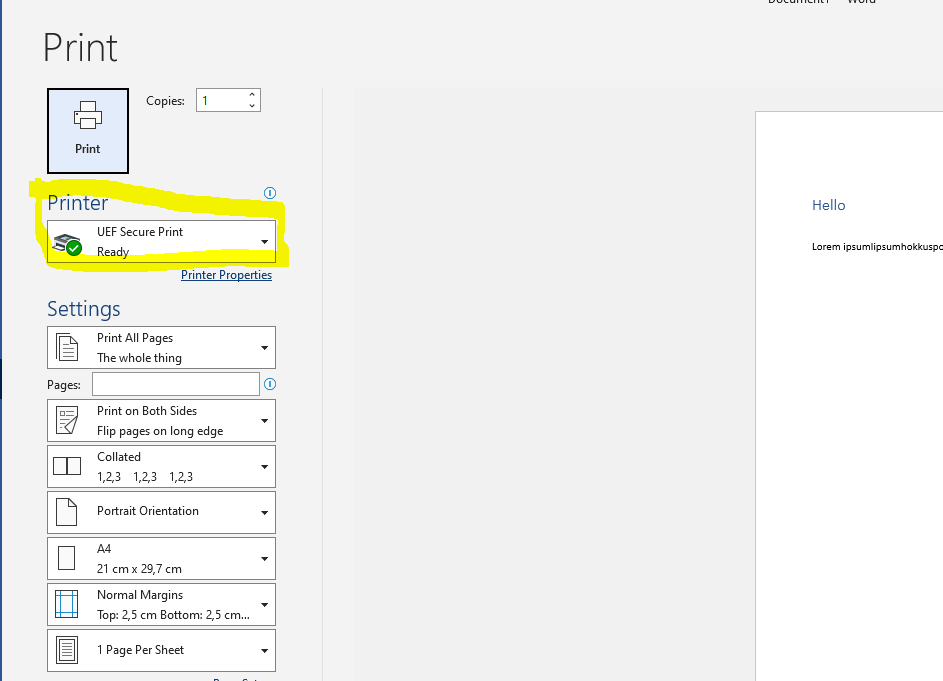 Print
Copies: 1
Print
Printer
UEF Secure Print
Ready
Printer Properties
Settings
Print All Pages
The whole thing
Pages:
Print on Both Sides
Flip pages on long edge
Collated
1,2,3 1,2,3 1,2,3
Portrait Orientation
A4
21 cm x 29,7 cm
Normal Margins
Top: 2,5 cm Bottom: 2,5 cm...
1 Page Per Sheet
Hello
Lorem ipsumlipsumhokkuspo